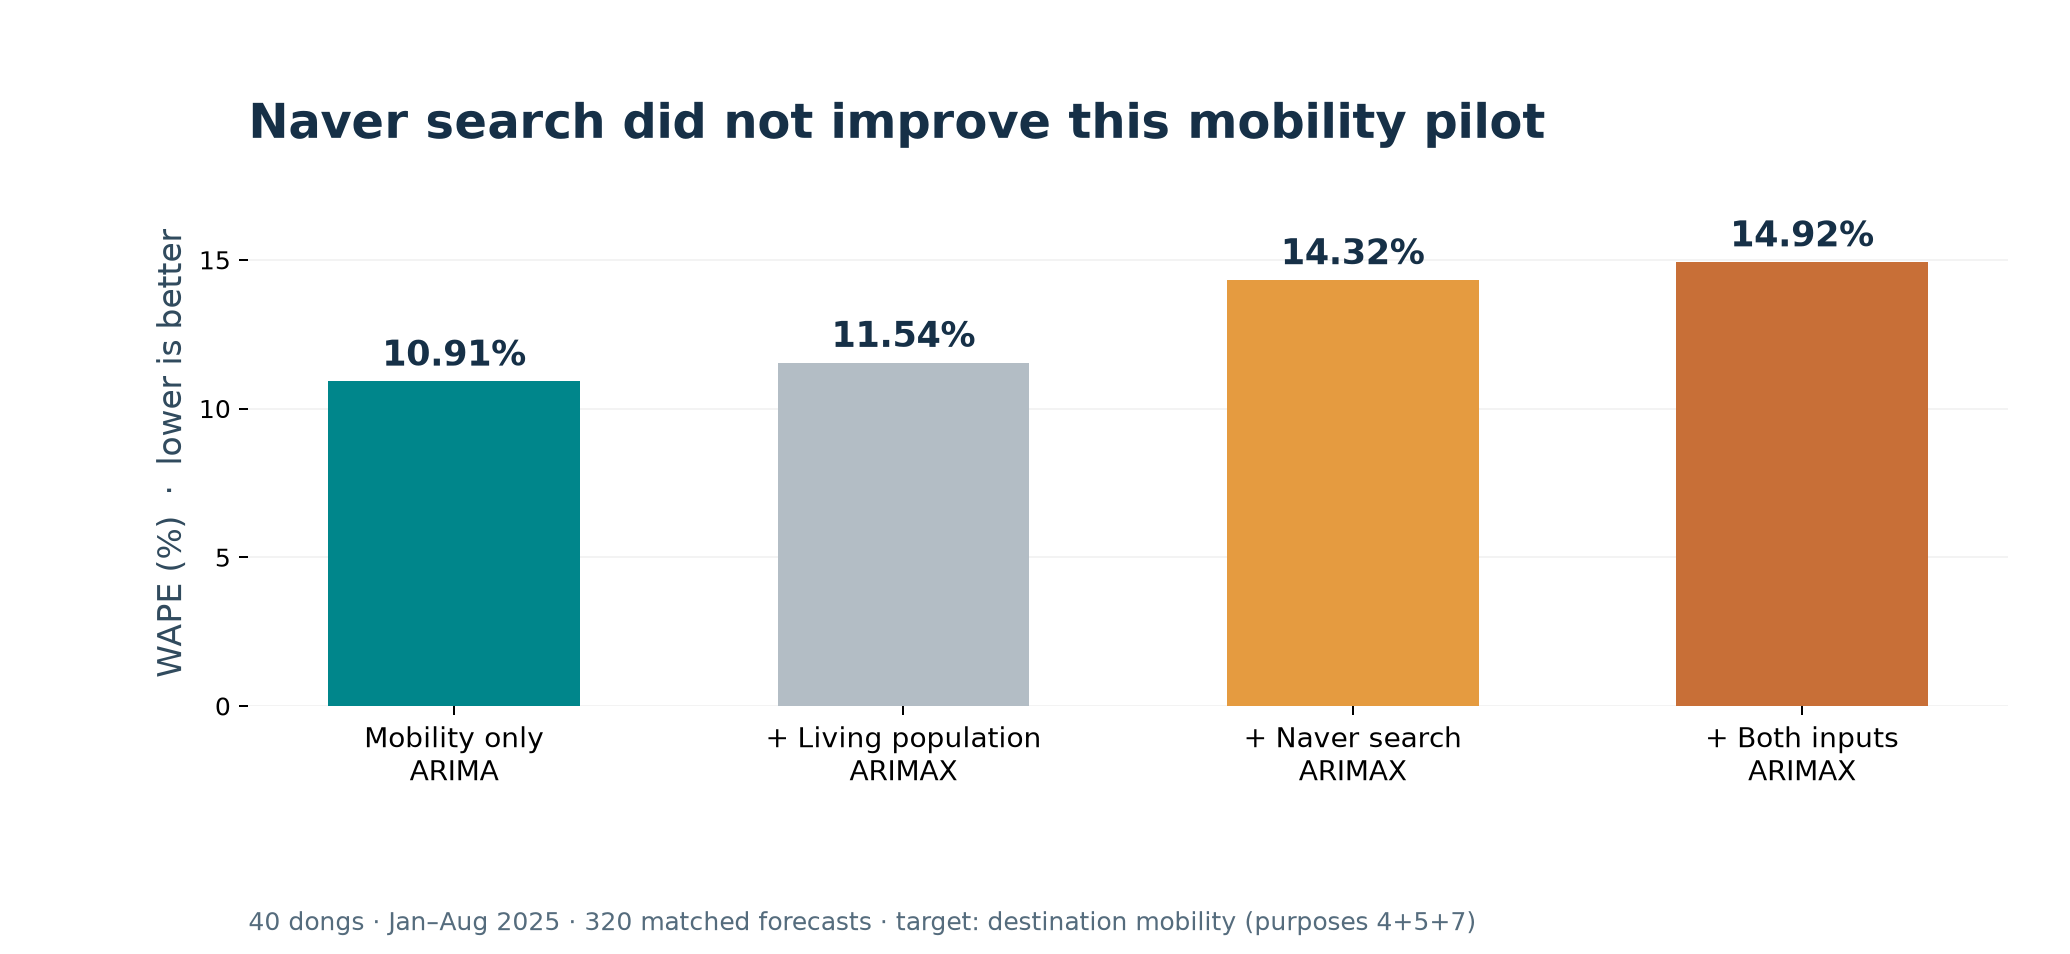 Naver search did not improve this mobility pilot
WAPE (%) · lower is better
15
10
5
0
10.91%
11.54%
14.32%
14.92%
Mobility only
ARIMA
+ Living population
ARIMAX
+ Naver search
ARIMAX
+ Both inputs
ARIMAX
40 dongs · Jan–Aug 2025 · 320 matched forecasts · target: destination mobility (purposes 4+5+7)